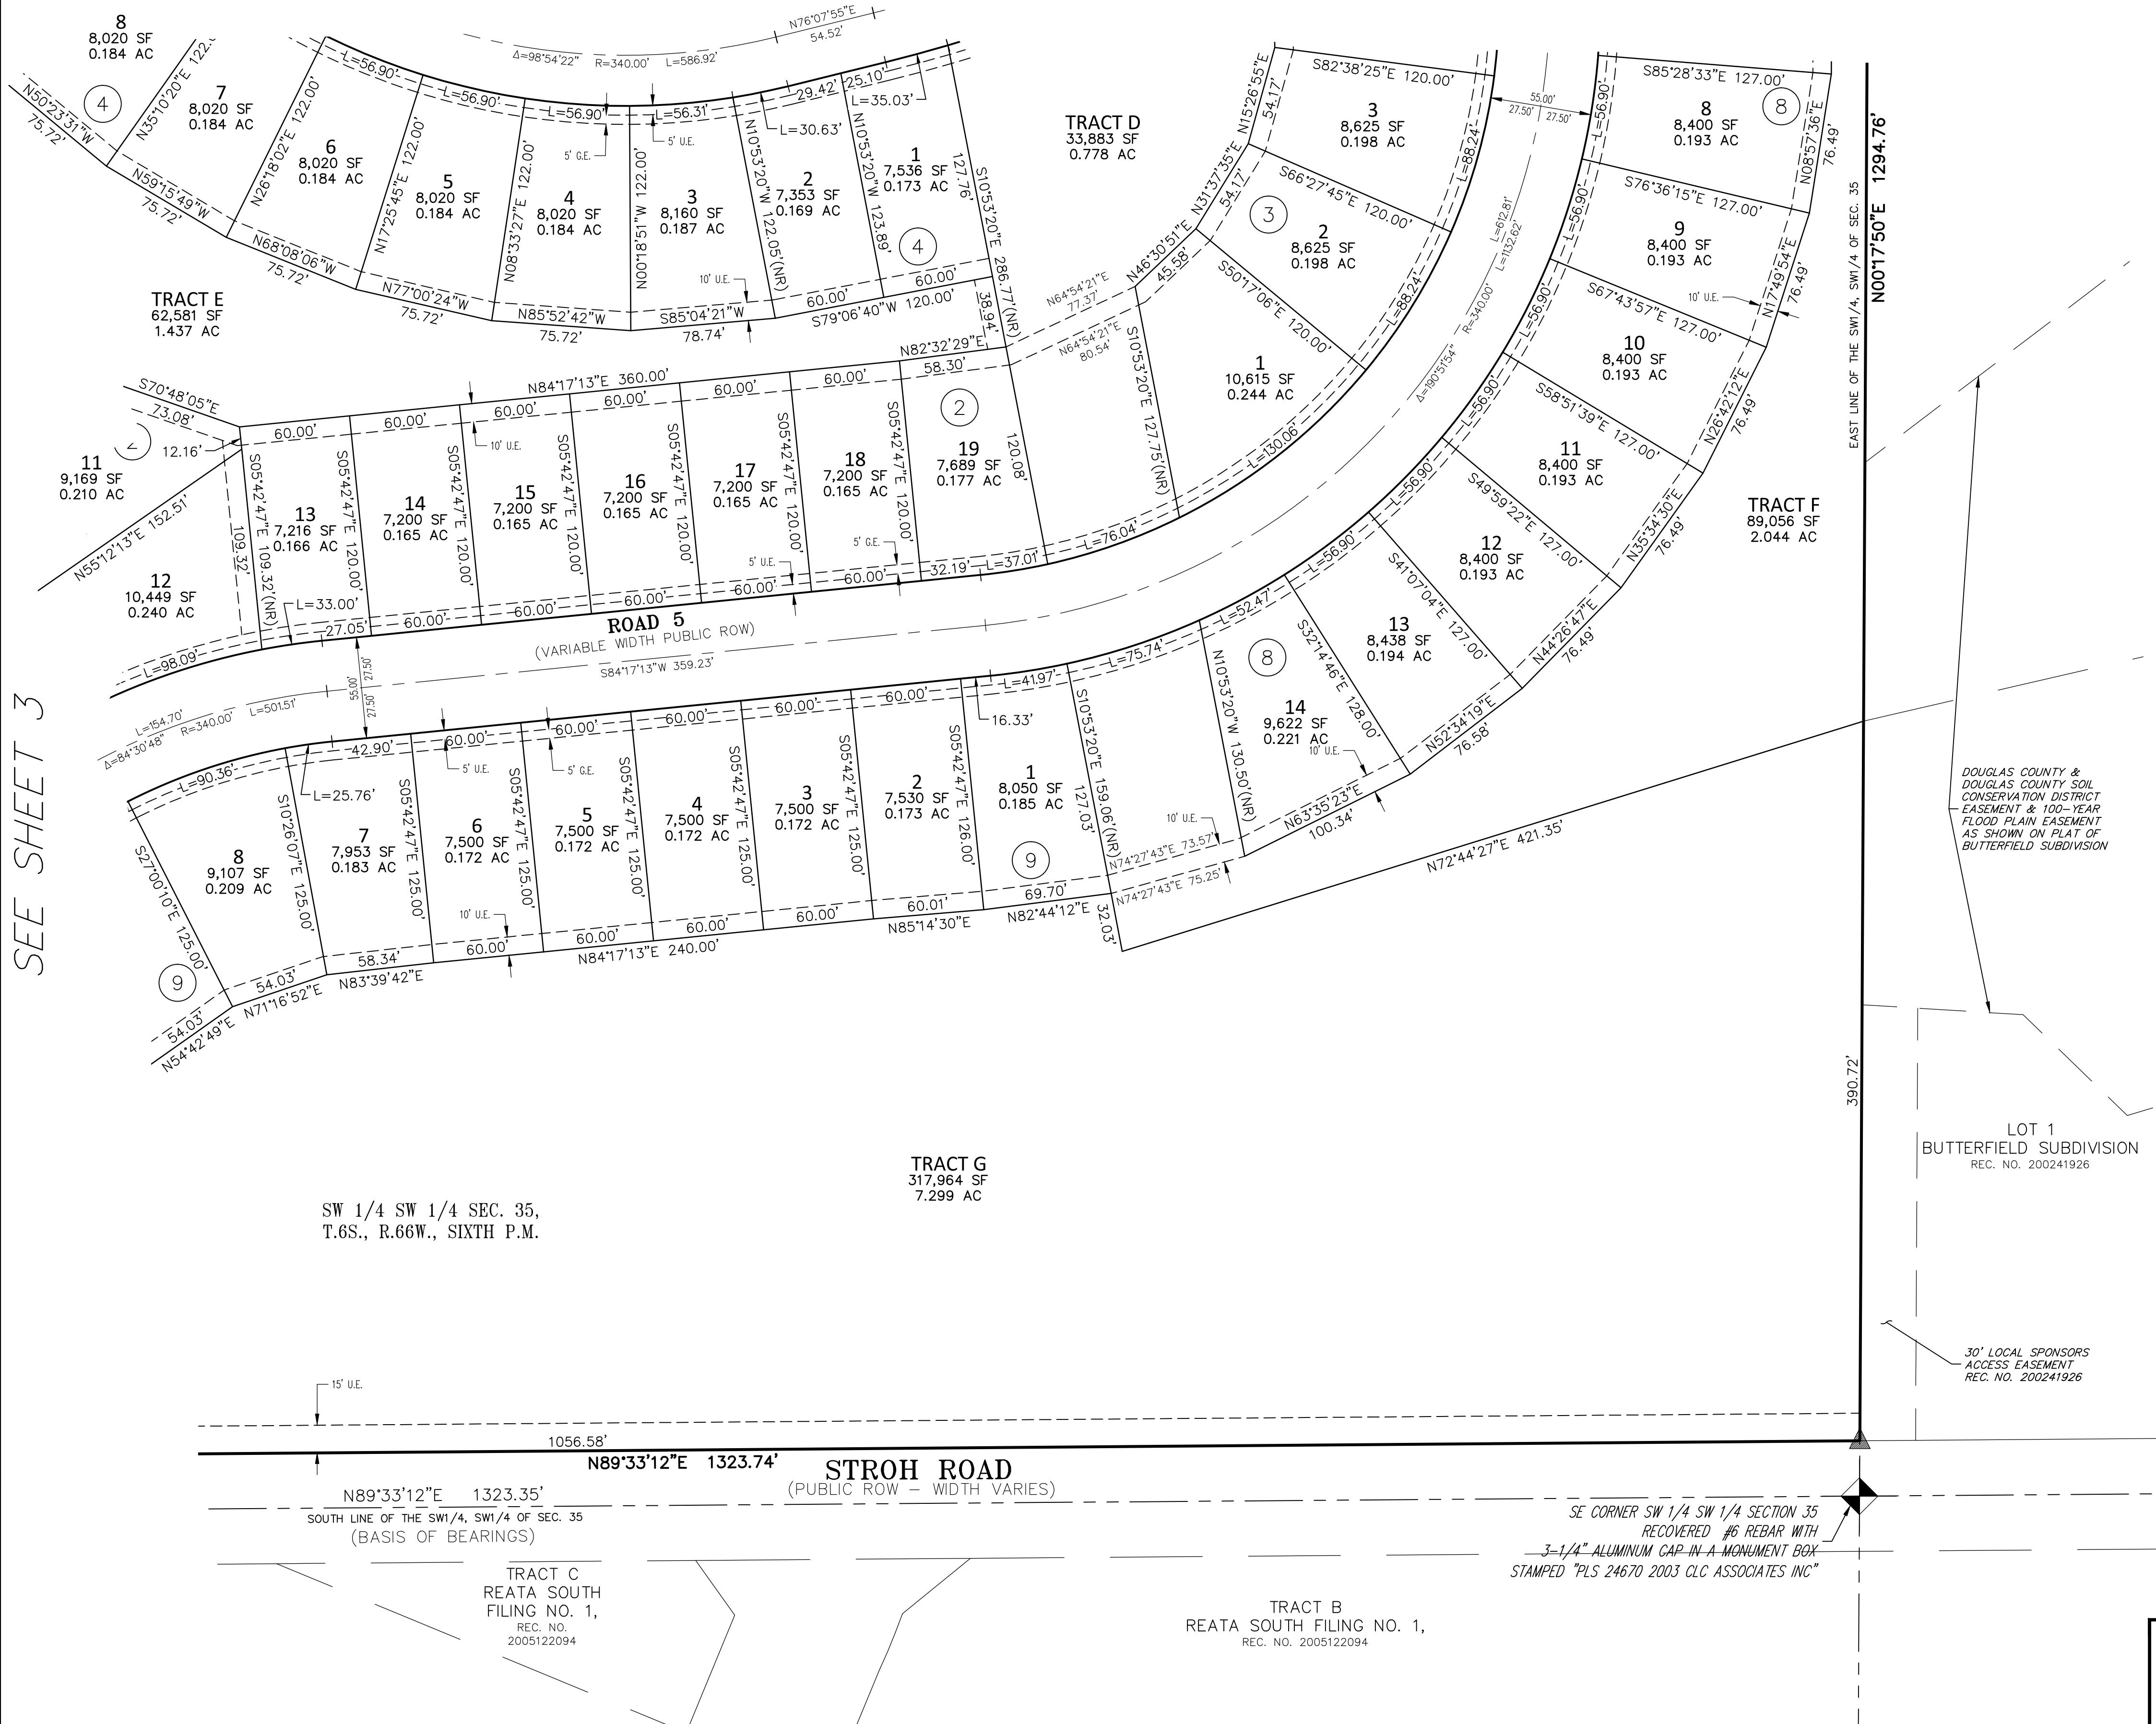 8
8,020 SF
0.184 AC
4
N50°23'31"W
75.72'
N35°10'20"E 122.
7
8,020 SF
0.184 AC
N59°15'49"W
75.72'
N26°18'02"E 122.00'
6
8,020 SF
0.184 AC
N68°08'06"W
75.72'
N17°25'45"E 122.00'
L=56.90'
5
8,020 SF
0.184 AC
L=56.90'
N77°00'24"W
75.72'
N08°33'27"E 122.00'
4
8,020 SF
0.184 AC
L=56.90'
5' G.E.
N85°52'42"W
75.72'
N00°18'51"W 122.00'
3
8,160 SF
0.187 AC
L=56.31'
5' U.E.
10' U.E.
S85°04'21"W
78.74'
N10°53'20"W 122.05'(NR)
2
7,353 SF
0.169 AC
L=30.63'
29.42'
60.00'
N10°53'20"W 123.89'
1
7,536 SF
0.173 AC
25.10'
L=35.03'
4
60.00'
S79°06'40"W 120.00'
127.76'
S10°53'20"E 286.77'(NR)
38.94'
Δ=98°54'22" R=340.00' L=586.92'
N76°07'55"E
54.52'
TRACT D
33,883 SF
0.778 AC
N64°54'21"E
77.37'
N64°54'21"E
80.54'
N46°30'51"E
45.58'
N31°37'35"E
54.17'
N15°26'55"E
54.17'
S82°38'25"E 120.00'
3
8,625 SF
0.198 AC
L=88.24'
S66°27'45"E 120.00'
3
2
8,625 SF
0.198 AC
L=88.24'
S50°17'06"E 120.00'
1
10,615 SF
0.244 AC
L=130.06'
S10°53'20"E 127.75'(NR)
L=76.04'
55.00'
27.50' 27.50'
L=612.81'
L=1132.62'
Δ=190°51'54" R=340.00'
S85°28'33"E 127.00'
8
8,400 SF
0.193 AC
8
L=56.90'
N08°57'36"E
76.49'
S76°36'15"E 127.00'
9
8,400 SF
0.193 AC
L=56.90'
10' U.E.
N17°49'54"E
76.49'
S67°43'57"E 127.00'
10
8,400 SF
0.193 AC
L=56.90'
N26°42'12"E
76.49'
S58°51'39"E 127.00'
11
8,400 SF
0.193 AC
L=56.90'
N35°34'30"E
76.49'
S49°59'22"E 127.00'
12
8,400 SF
0.193 AC
L=56.90'
N44°26'47"E
76.49'
S41°07'04"E 127.00'
13
8,438 SF
0.194 AC
L=56.90'
N52°34'19"E
76.58'
S32°14'46"E 128.00'
8
14
9,622 SF
0.221 AC
L=52.47'
10' U.E.
N63°35'23"E
100.34'
N10°53'20"W 130.50'(NR)
L=75.74'
10' U.E.
N74°27'43"E 73.57'
N74°27'43"E 75.25'
N72°44'27"E 421.35'
TRACT F
89,056 SF
2.044 AC
EAST LINE OF THE SW1/4, SW1/4 OF SEC. 35
N00°17'50"E 1294.76'
390.72'
TRACT E
62,581 SF
1.437 AC
S70°48'05"E
73.08'
2
12.16'
11
9,169 SF
0.210 AC
N55°12'13"E 152.51'
12
10,449 SF
0.240 AC
109.32'
S05°42'47"E 109.32'(NR)
L=98.09'
L=33.00'
N84°17'13"E 360.00'
60.00'
13
7,216 SF
0.166 AC
27.05'
S05°42'47"E 120.00'
60.00'
14
7,200 SF
0.165 AC
60.00'
S05°42'47"E 120.00'
60.00'
10' U.E.
15
7,200 SF
0.165 AC
60.00'
S05°42'47"E 120.00'
60.00'
16
7,200 SF
0.165 AC
60.00'
S05°42'47"E 120.00'
60.00'
17
7,200 SF
0.165 AC
5' U.E.
60.00'
S05°42'47"E 120.00'
60.00'
18
7,200 SF
0.165 AC
5' G.E.
60.00'
S05°42'47"E 120.00'
N82°32'29"E
58.30'
2
19
7,689 SF
0.177 AC
120.08'
32.19'
L=37.01'
ROAD 5
(VARIABLE WIDTH PUBLIC ROW)
S84°17'13"W 359.23'
55.00'
27.50' 27.50'
L=154.70'
Δ=84°30'48" R=340.00' L=501.51'
L=90.36'
S27°00'10"E 125.00'
9
8
9,107 SF
0.209 AC
54.03'
N54°42'49"E
54.03'
N71°16'52"E
S10°26'07"E 125.00'
L=25.76'
42.90'
7
7,953 SF
0.183 AC
58.34'
N83°39'42"E
S05°42'47"E 125.00'
60.00'
5' U.E.
6
7,500 SF
0.172 AC
10' U.E.
60.00'
S05°42'47"E 125.00'
60.00'
5' G.E.
5
7,500 SF
0.172 AC
60.00'
S05°42'47"E 125.00'
60.00'
4
7,500 SF
0.172 AC
60.00'
N84°17'13"E 240.00'
S05°42'47"E 125.00'
60.00'
3
7,500 SF
0.172 AC
60.00'
S05°42'47"E 125.00'
60.00'
2
7,530 SF
0.173 AC
60.01'
N85°14'30"E
S05°42'47"E 126.00'
16.33'
L=41.97'
1
8,050 SF
0.185 AC
9
69.70'
N82°44'12"E
127.03'
S10°53'20"E 159.06'(NR)
32.03'
SEE SHEET 3
TRACT G
317,964 SF
7.299 AC
SW 1/4 SW 1/4 SEC. 35,
T.6S., R.66W., SIXTH P.M.
DOUGLAS COUNTY &
DOUGLAS COUNTY SOIL
CONSERVATION DISTRICT
EASEMENT & 100-YEAR
FLOOD PLAIN EASEMENT
AS SHOWN ON PLAT OF
BUTTERFIELD SUBDIVISION
LOT 1
BUTTERFIELD SUBDIVISION
REC. NO. 200241926
30' LOCAL SPONSORS
ACCESS EASEMENT
REC. NO. 200241926
15' U.E.
1056.58'
N89°33'12"E 1323.74'
STROH ROAD
(PUBLIC ROW - WIDTH VARIES)
N89°33'12"E 1323.35'
SOUTH LINE OF THE SW1/4, SW1/4 OF SEC. 35
(BASIS OF BEARINGS)
SE CORNER SW 1/4 SW 1/4 SECTION 35
RECOVERED #6 REBAR WITH
3-1/4" ALUMINUM CAP IN A MONUMENT BOX
STAMPED "PLS 24670 2003 CLC ASSOCIATES INC"
TRACT C
REATA SOUTH
FILING NO. 1,
REC. NO.
2005122094
TRACT B
REATA SOUTH FILING NO. 1,
REC. NO. 2005122094